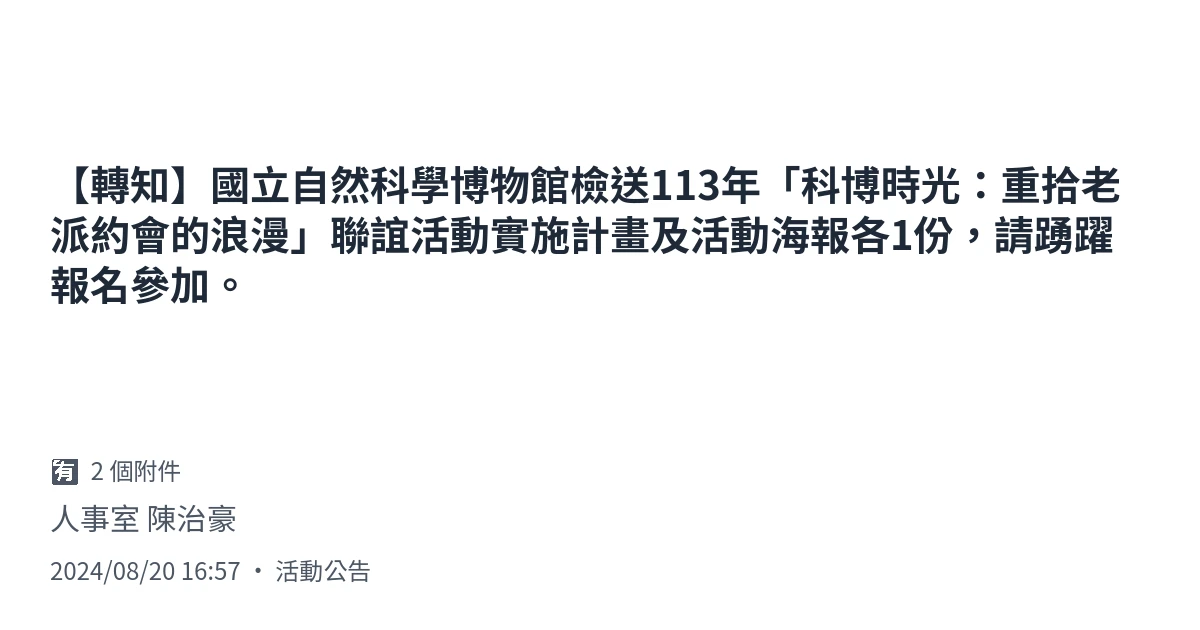 【轉知】國立自然科學博物館檢送113年「科博時光：重拾老
派約會的浪漫」聯誼活動實施計畫及活動海報各1份，請踴躍
報名參加。
有 2 個附件
人事室 陳治豪
2024/08/20 16:57 · 活動公告